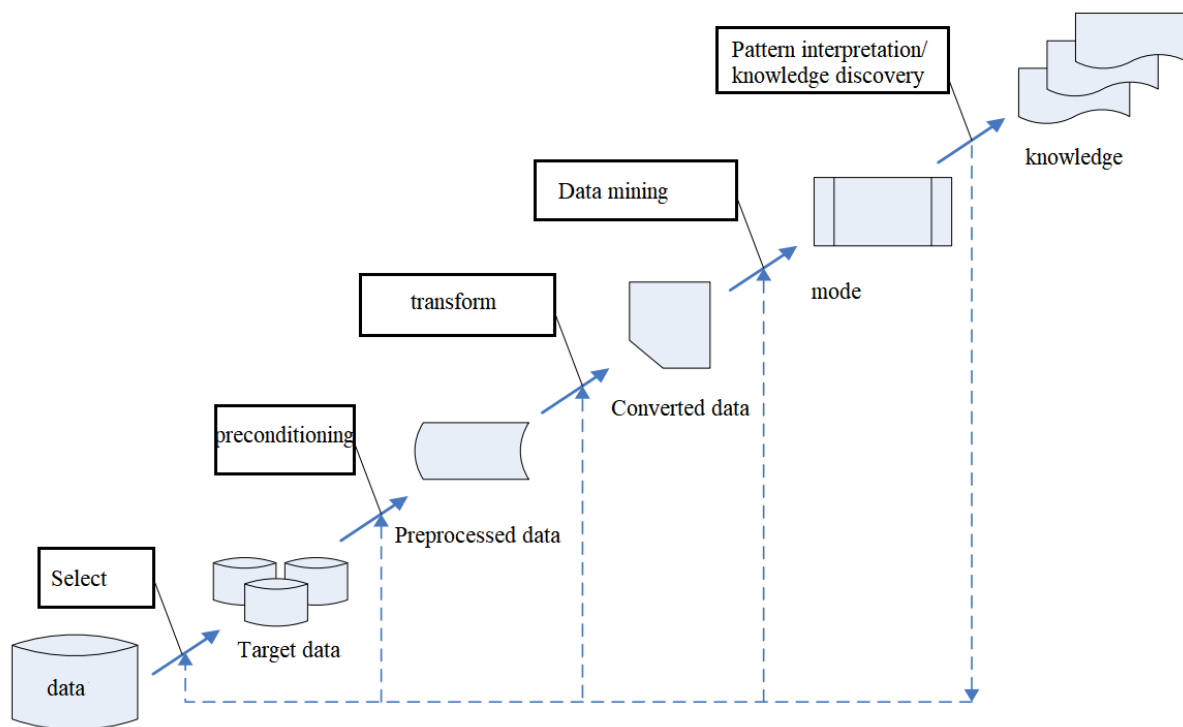 Pattern interpretation/
knowledge discovery
knowledge
Data mining
mode
transform
Converted data
preconditioning
Preprocessed data
Select
Target data
data